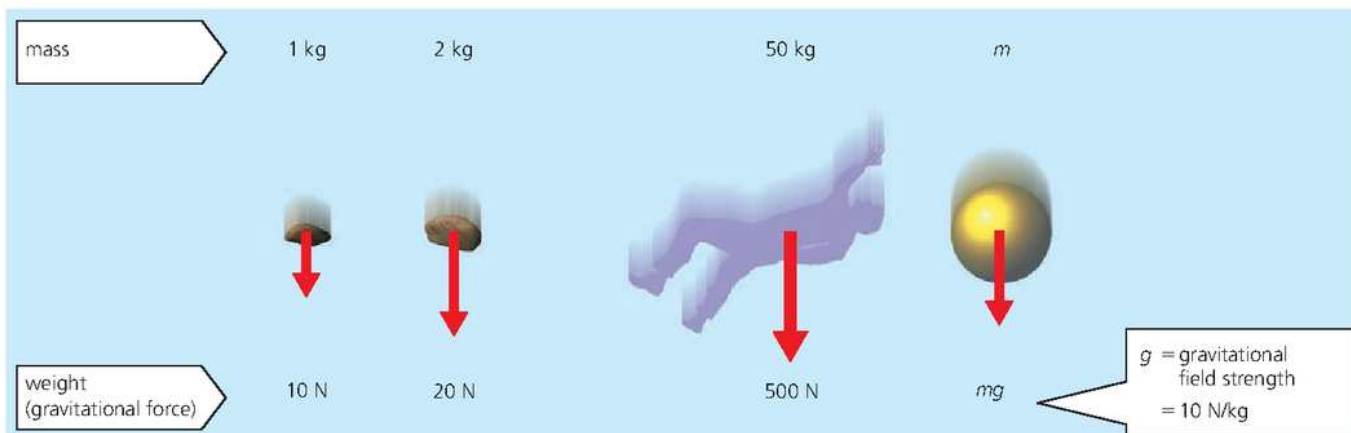 mass
1 kg
2 kg
50 kg
m
weight
(gravitational force)
10 N
20 N
500 N
mg
g = gravitational
field strength
= 10 N/kg